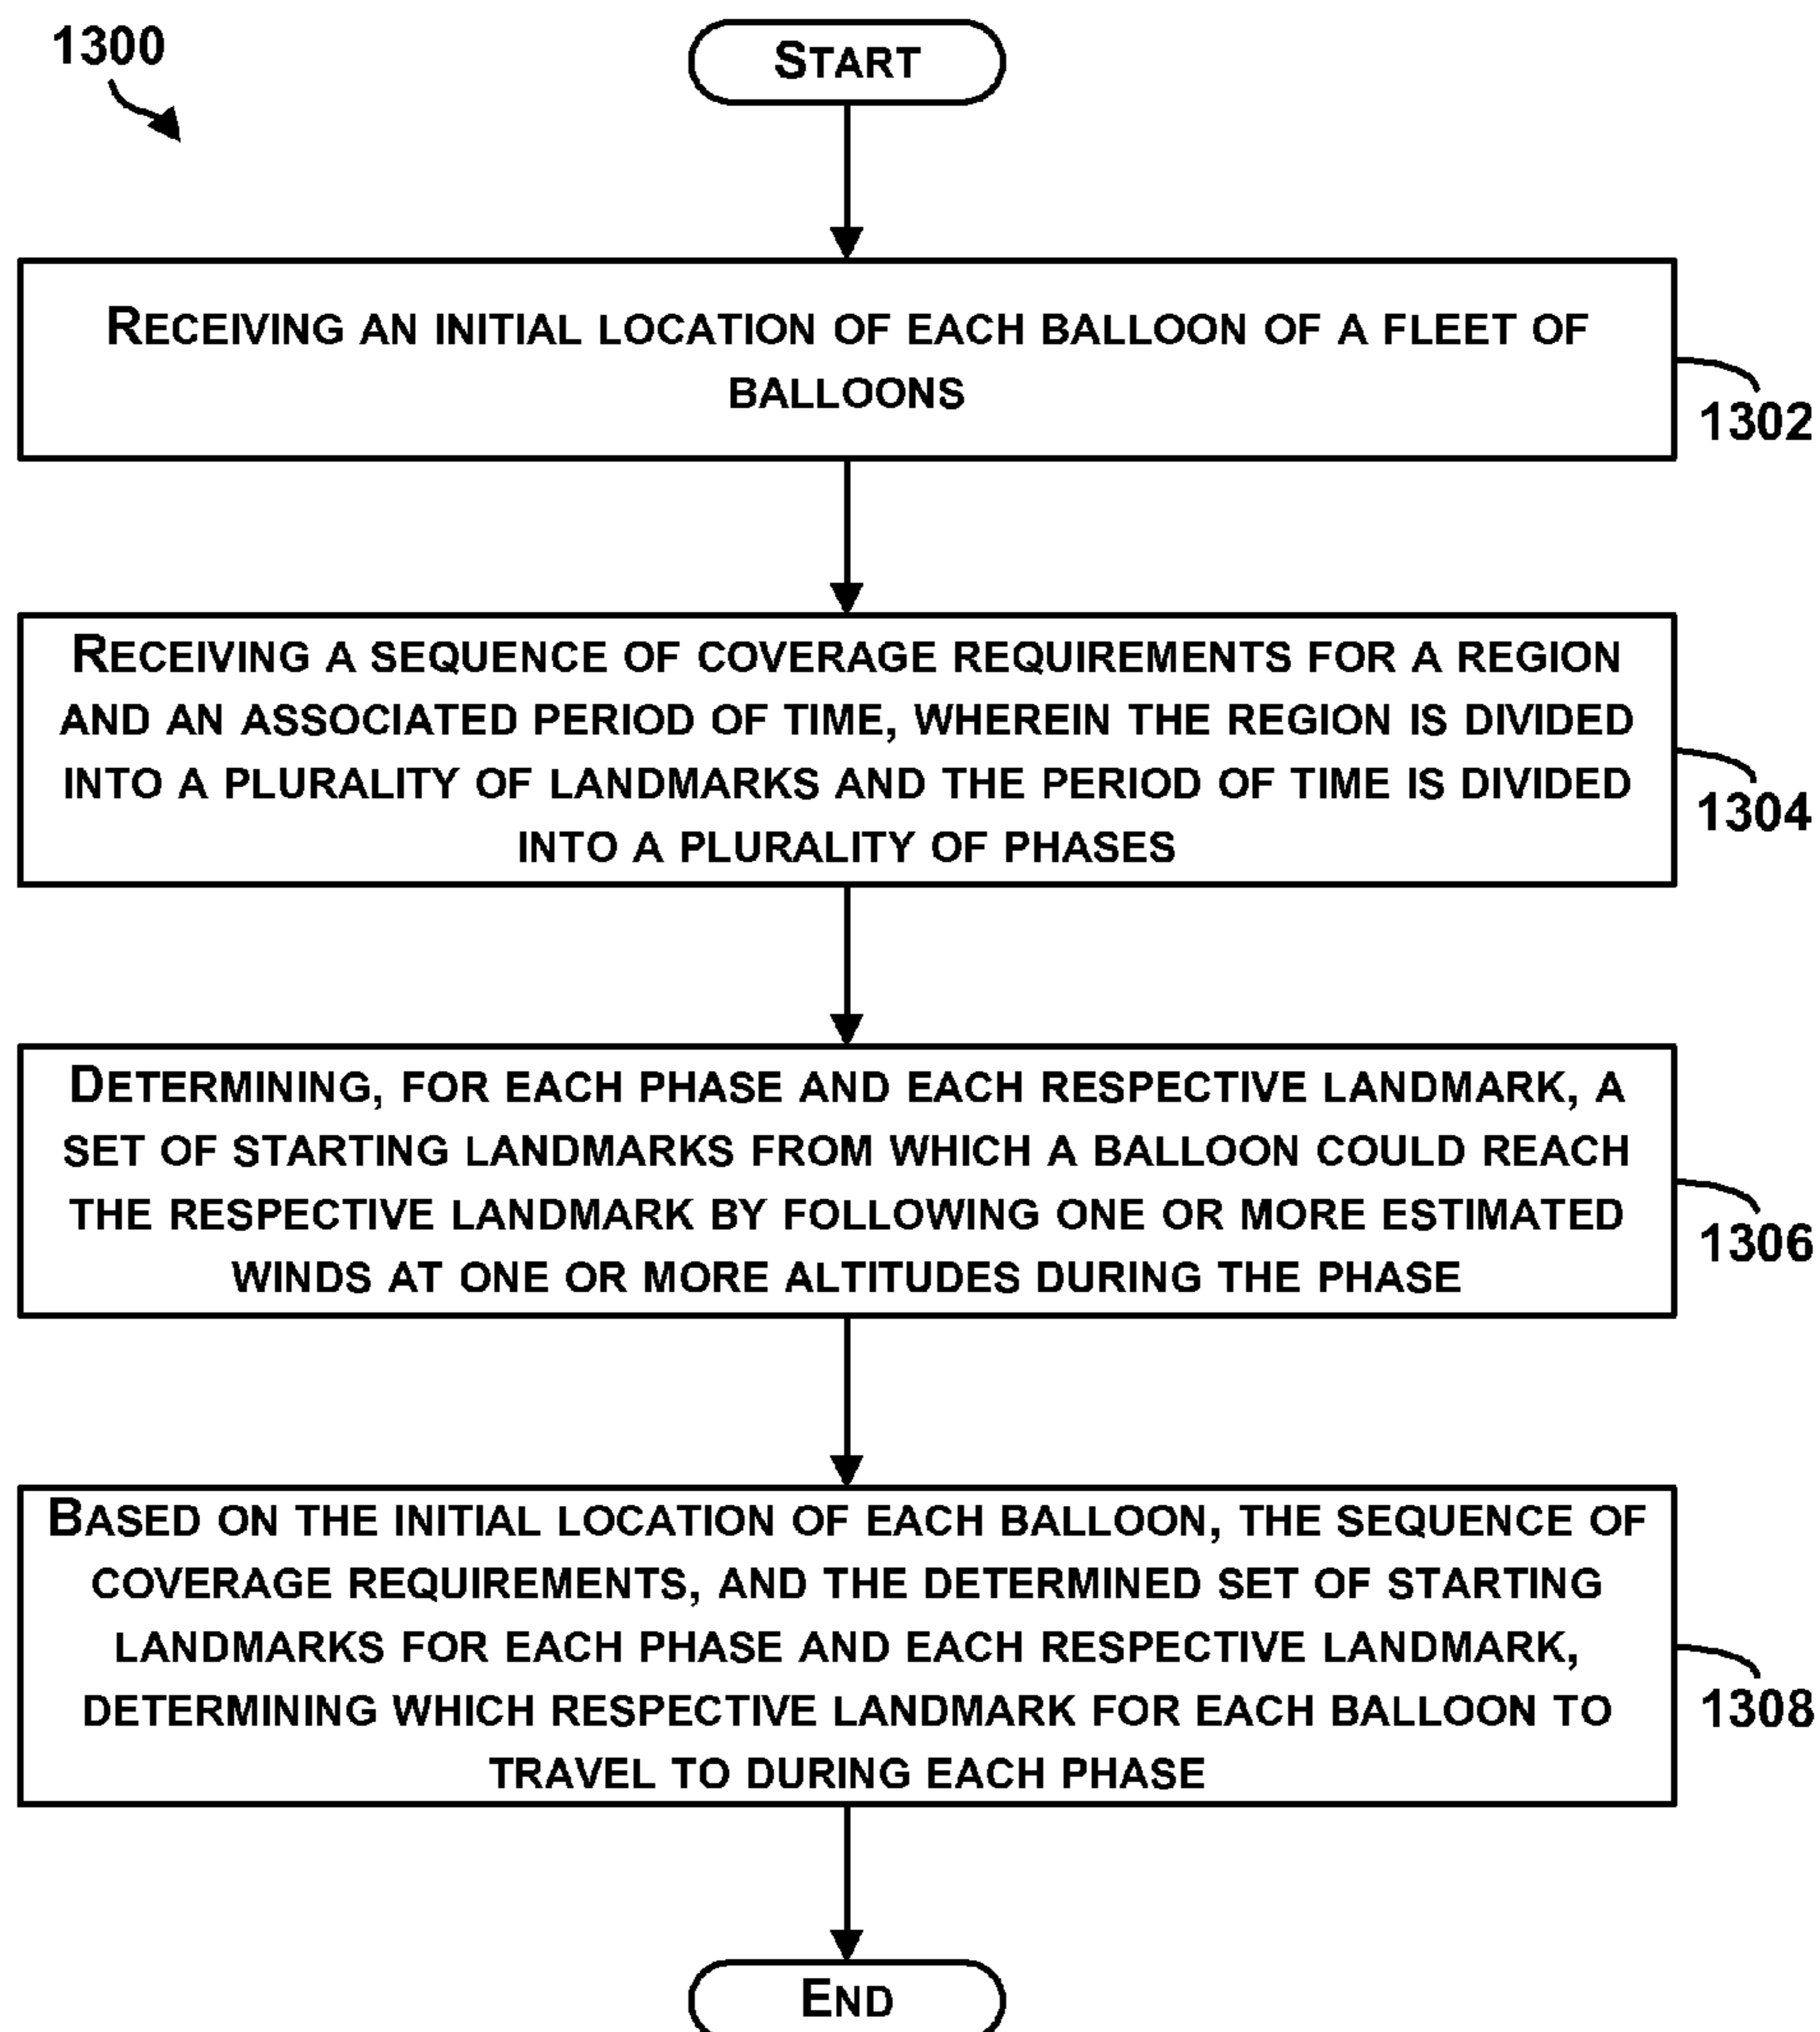 1300
START
RECEIVING AN INITIAL LOCATION OF EACH BALLOON OF A FLEET OF
BALLOONS
1302
RECEIVING A SEQUENCE OF COVERAGE REQUIREMENTS FOR A REGION
AND AN ASSOCIATED PERIOD OF TIME, WHEREIN THE REGION IS DIVIDED
INTO A PLURALITY OF LANDMARKS AND THE PERIOD OF TIME IS DIVIDED
INTO A PLURALITY OF PHASES
1304
DETERMINING, FOR EACH PHASE AND EACH RESPECTIVE LANDMARK, A
SET OF STARTING LANDMARKS FROM WHICH A BALLOON COULD REACH
THE RESPECTIVE LANDMARK BY FOLLOWING ONE OR MORE ESTIMATED
WINDS AT ONE OR MORE ALTITUDES DURING THE PHASE
1306
BASED ON THE INITIAL LOCATION OF EACH BALLOON, THE SEQUENCE OF
COVERAGE REQUIREMENTS, AND THE DETERMINED SET OF STARTING
LANDMARKS FOR EACH PHASE AND EACH RESPECTIVE LANDMARK,
DETERMINING WHICH RESPECTIVE LANDMARK FOR EACH BALLOON TO
TRAVEL TO DURING EACH PHASE
1308
END